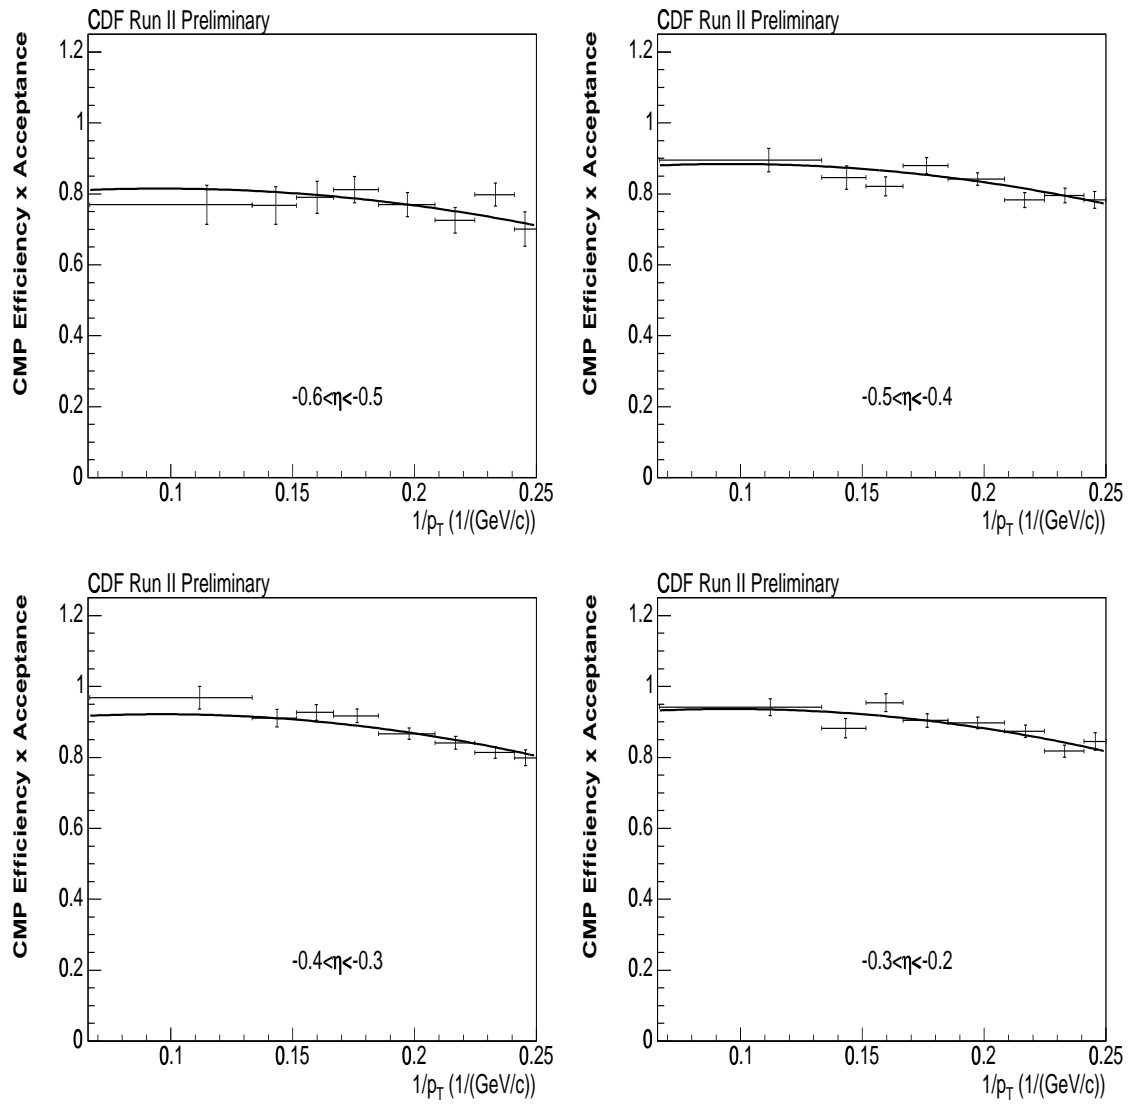 CDF Run II Preliminary
CMP Efficiency x Acceptance
1.2
1
0.8
0.6
0.4
0.2
0
-0.6<η<-0.5
0.1 0.15 0.2 0.25
1/pT (1/(GeV/c))
CDF Run II Preliminary
CMP Efficiency x Acceptance
1.2
1
0.8
0.6
0.4
0.2
0
-0.5<η<-0.4
0.1 0.15 0.2 0.25
1/pT (1/(GeV/c))
CDF Run II Preliminary
CMP Efficiency x Acceptance
1.2
1
0.8
0.6
0.4
0.2
0
-0.4<η<-0.3
0.1 0.15 0.2 0.25
1/pT (1/(GeV/c))
CDF Run II Preliminary
CMP Efficiency x Acceptance
1.2
1
0.8
0.6
0.4
0.2
0
-0.3<η<-0.2
0.1 0.15 0.2 0.25
1/pT (1/(GeV/c))